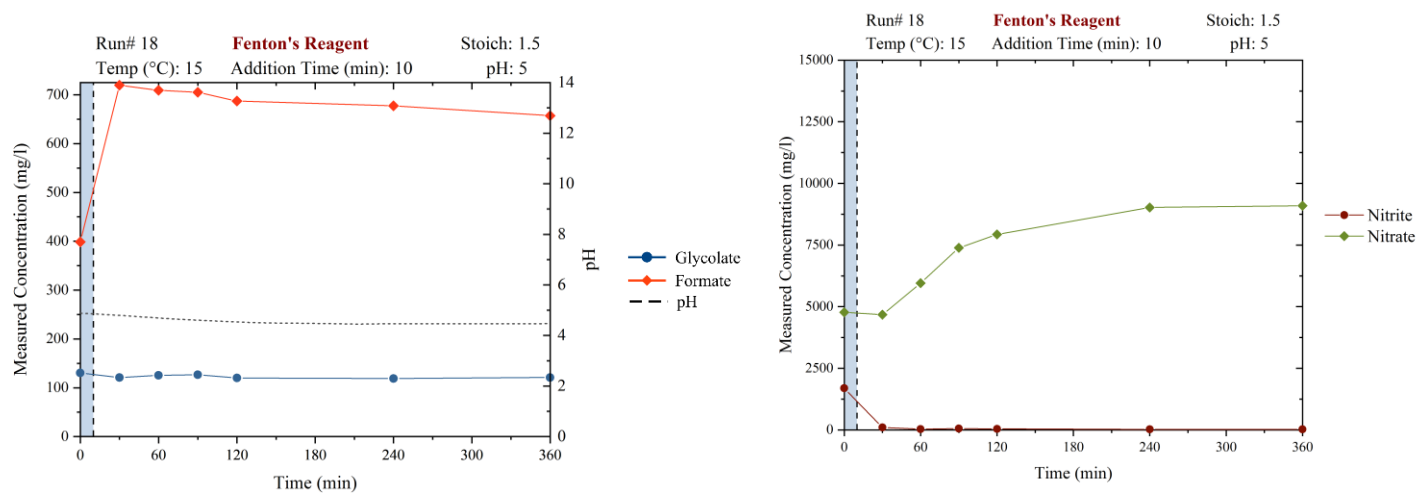 Run# 18 Fenton's Reagent Stoich: 1.5
Temp (°C): 15 Addition Time (min): 10 pH: 5
Measured Concentration (mg/l)
700
600
500
400
300
200
100
0
14
12
10
8
6
4
2
0
pH
0 60 120 180 240 300 360
Time (min)
Glycolate
Formate
pH
Run# 18 Fenton's Reagent Stoich: 1.5
Temp (°C): 15 Addition Time (min): 10 pH: 5
Measured Concentration (mg/l)
15000
12500
10000
7500
5000
2500
0
0 60 120 180 240 300 360
Time (min)
Nitrite
Nitrate